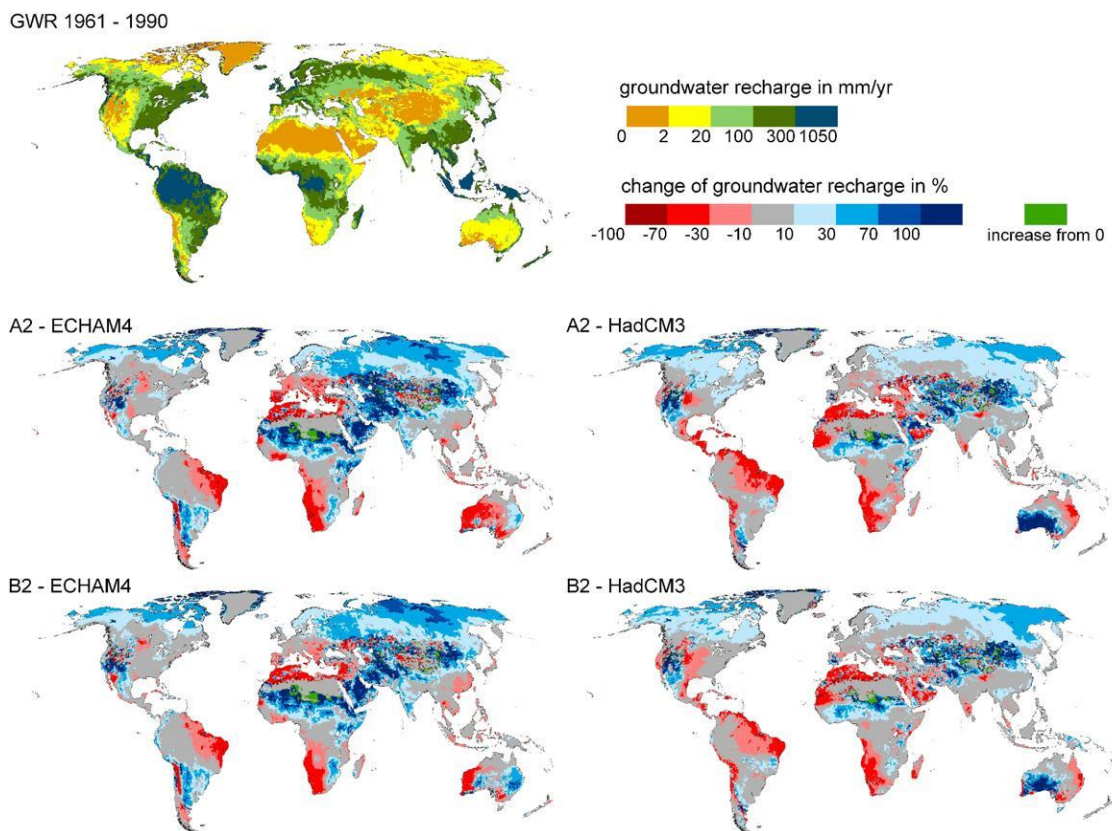 GWR 1961 - 1990
groundwater recharge in mm/yr
0 2 20 100 300 1050
change of groundwater recharge in %
-100 -70 -30 -10 10 30 70 100
increase from 0
A2 - ECHAM4
A2 - HadCM3
B2 - ECHAM4
B2 - HadCM3